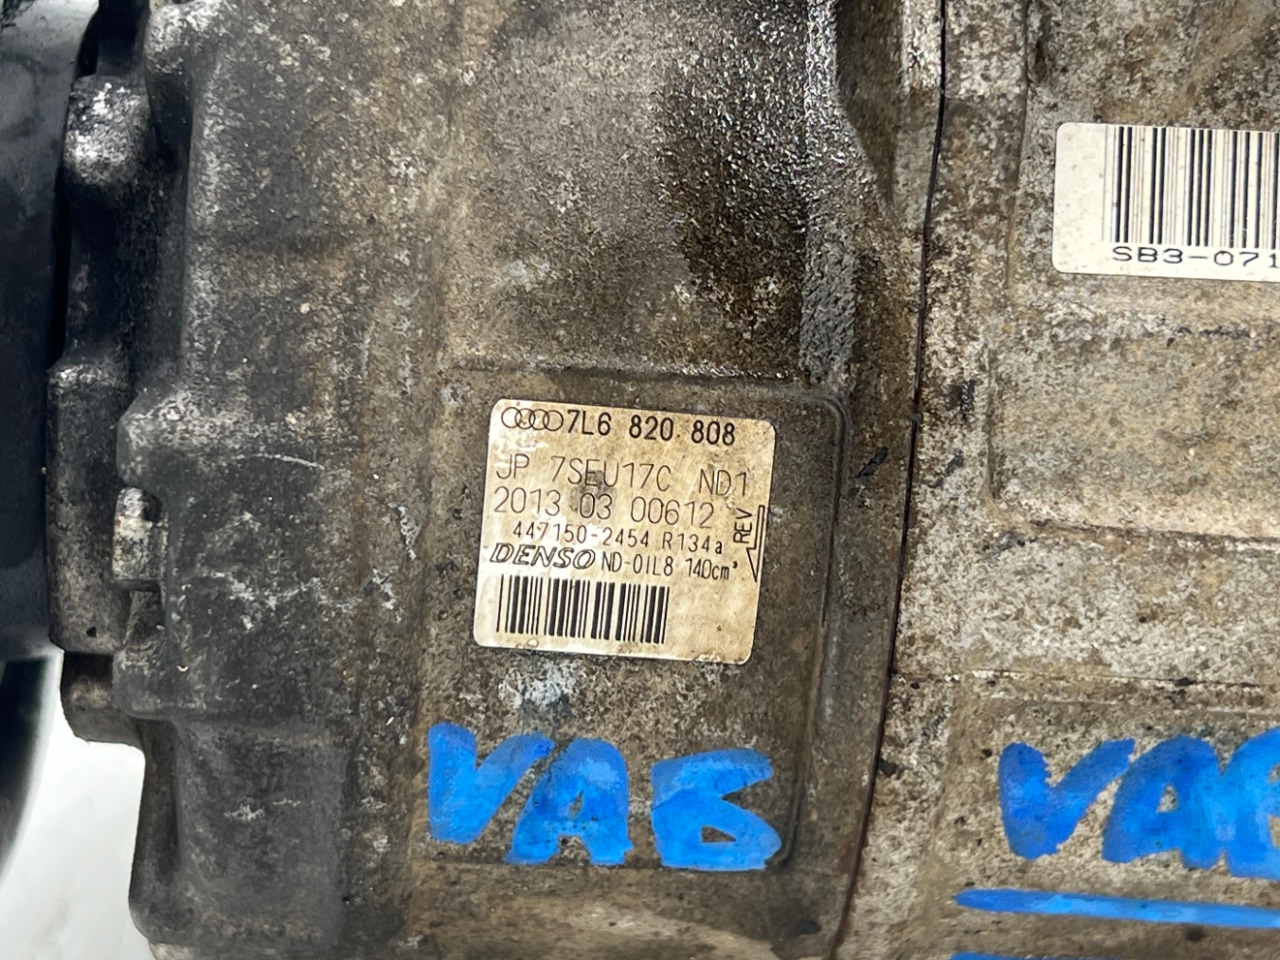 7L6 820 808
JP 7SEU17C ND1
2013 03 00612
447150-2454 R134a
REV
DENSO ND-OIL8 140cm³
SB3-071
VAG
VAG